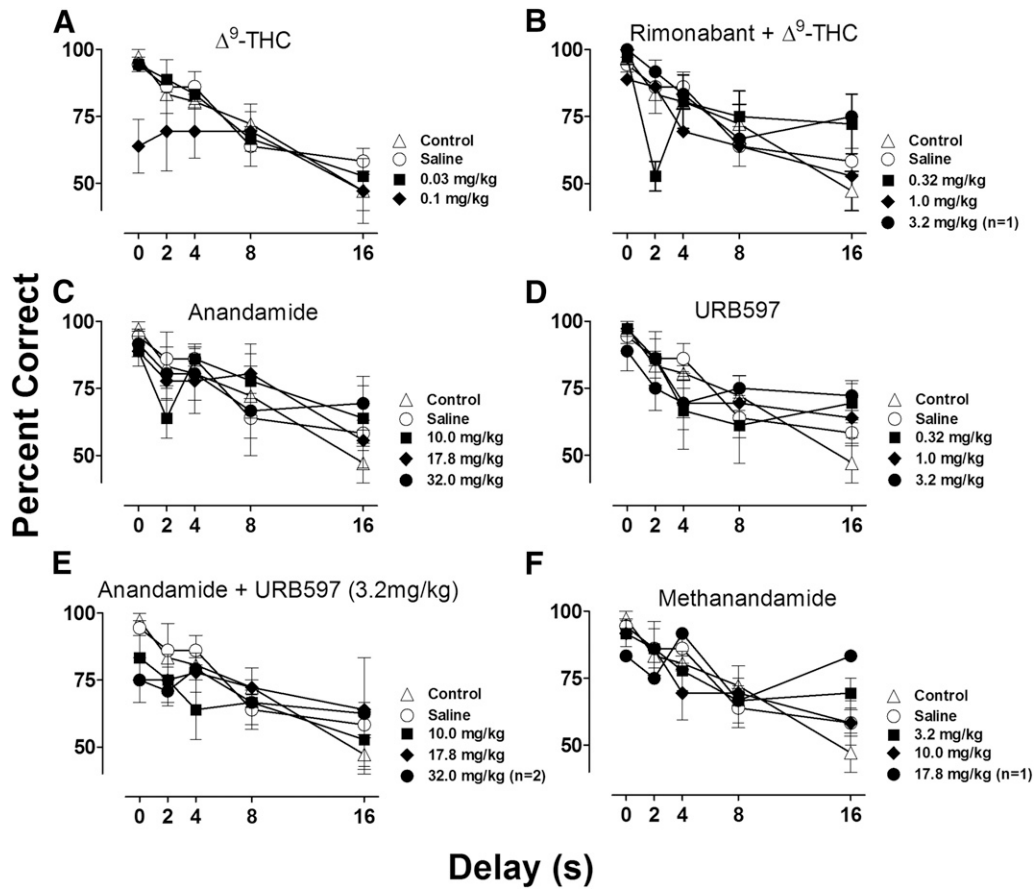 A
Δ⁹-THC
100
75
50
0 2 4 8 16
Control
Saline
0.03 mg/kg
0.1 mg/kg
B
Rimonabant + Δ⁹-THC
100
75
50
0 2 4 8 16
Control
Saline
0.32 mg/kg
1.0 mg/kg
3.2 mg/kg (n=1)
Percent Correct
C
Anandamide
100
75
50
0 2 4 8 16
Control
Saline
10.0 mg/kg
17.8 mg/kg
32.0 mg/kg
D
URB597
100
75
50
0 2 4 8 16
Control
Saline
0.32 mg/kg
1.0 mg/kg
3.2 mg/kg
E
Anandamide + URB597 (3.2mg/kg)
100
75
50
0 2 4 8 16
Control
Saline
10.0 mg/kg
17.8 mg/kg
32.0 mg/kg (n=2)
F
Methanandamide
100
75
50
0 2 4 8 16
Control
Saline
3.2 mg/kg
10.0 mg/kg
17.8 mg/kg (n=1)
Delay (s)